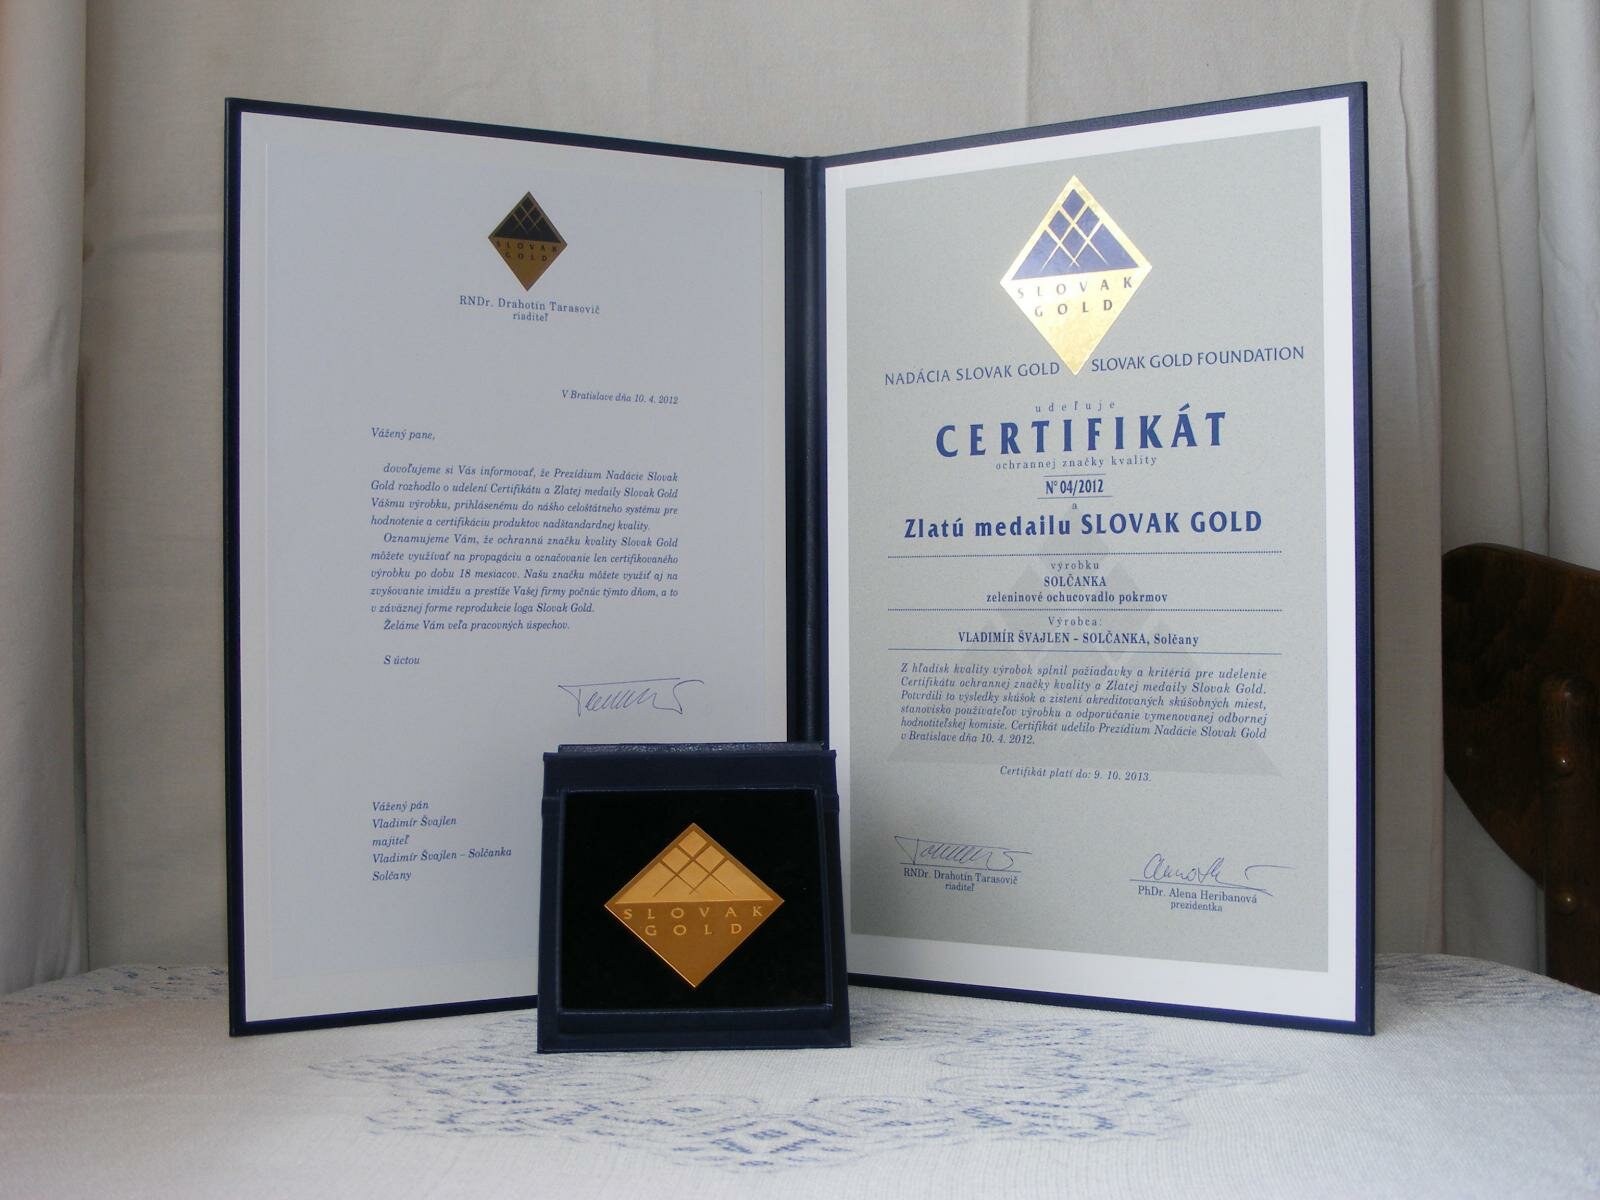 SLOVAK
GOLD
RNDr. Drahotín Tarasovič
riaditeľ
V Bratislave dňa 10. 4. 2012
Vážený pane,
dovoľujeme si Vás informovať, že Prezídium Nadácie Slovak
Gold rozhodlo o udelení Certifikátu a Zlatej medaily Slovak Gold
Vášmu výrobku, prihlásenému do nášho celoštátneho systému pre
hodnotenie a certifikáciu produktov nadštandardnej kvality.
Oznamujeme Vám, že ochrannú značku kvality Slovak Gold
môžete využívať na propagáciu a označovanie len certifikovaného
výrobku po dobu 18 mesiacov. Našu značku môžete využiť aj na
zvyšovanie imidžu a prestíže Vašej firmy počnúc týmto dňom, a to
v záväznej forme reprodukcie loga Slovak Gold.
Želáme Vám veľa pracovných úspechov.
S úctou
Vážený pán
Vladimír Švajlen
majiteľ
Vladimír Švajlen – Solčanka
Solčany
SLOVAK
GOLD
SLOVAK
GOLD
NADÁCIA SLOVAK GOLD SLOVAK GOLD FOUNDATION
udeľuje
CERTIFIKÁT
ochrannej značky kvality
N° 04/2012
a
Zlatú medailu SLOVAK GOLD
výrobku
SOLČANKA
zeleninové ochucovadlo pokrmov
Výrobca:
VLADIMÍR ŠVAJLEN – SOLČANKA, Solčany
Z hľadísk kvality výrobok splnil požiadavky a kritériá pre udelenie
Certifikátu ochrannej značky kvality a Zlatej medaily Slovak Gold.
Potvrdili to výsledky skúšok a zistení akreditovaných skúšobných miest,
stanovisko používateľov výrobku a odporúčanie vymenovanej odbornej
hodnotiteľskej komisie. Certifikát udelilo Prezídium Nadácie Slovak Gold
v Bratislave dňa 10. 4. 2012.
Certifikát platí do: 9. 10. 2013.
RNDr. Drahotín Tarasovič
riaditeľ
PhDr. Alena Heribanová
prezidentka